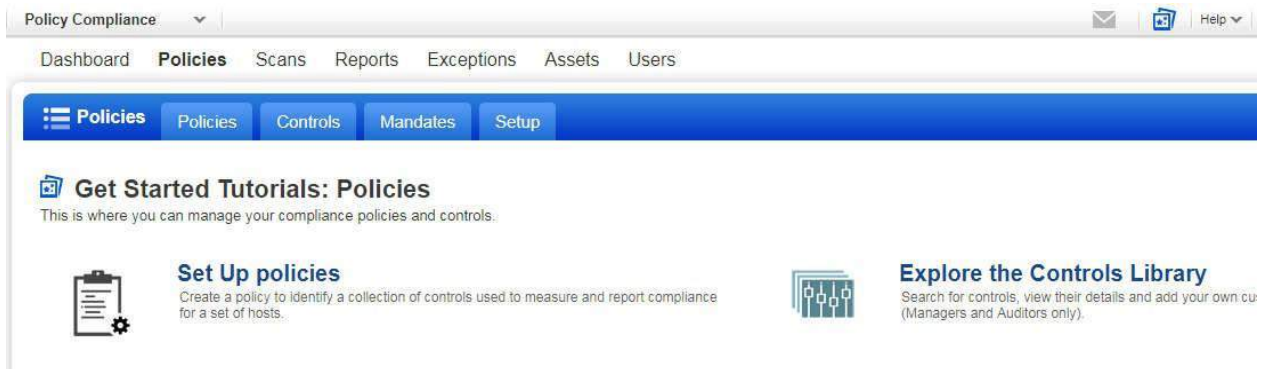 Policy Compliance
Help
Dashboard Policies Scans Reports Exceptions Assets Users
Policies Policies Controls Mandates Setup
Get Started Tutorials: Policies
This is where you can manage your compliance policies and controls.
Set Up policies
Create a policy to identify a collection of controls used to measure and report compliance
for a set of hosts.
Explore the Controls Library
Search for controls, view their details and add your own
(Managers and Auditors only).